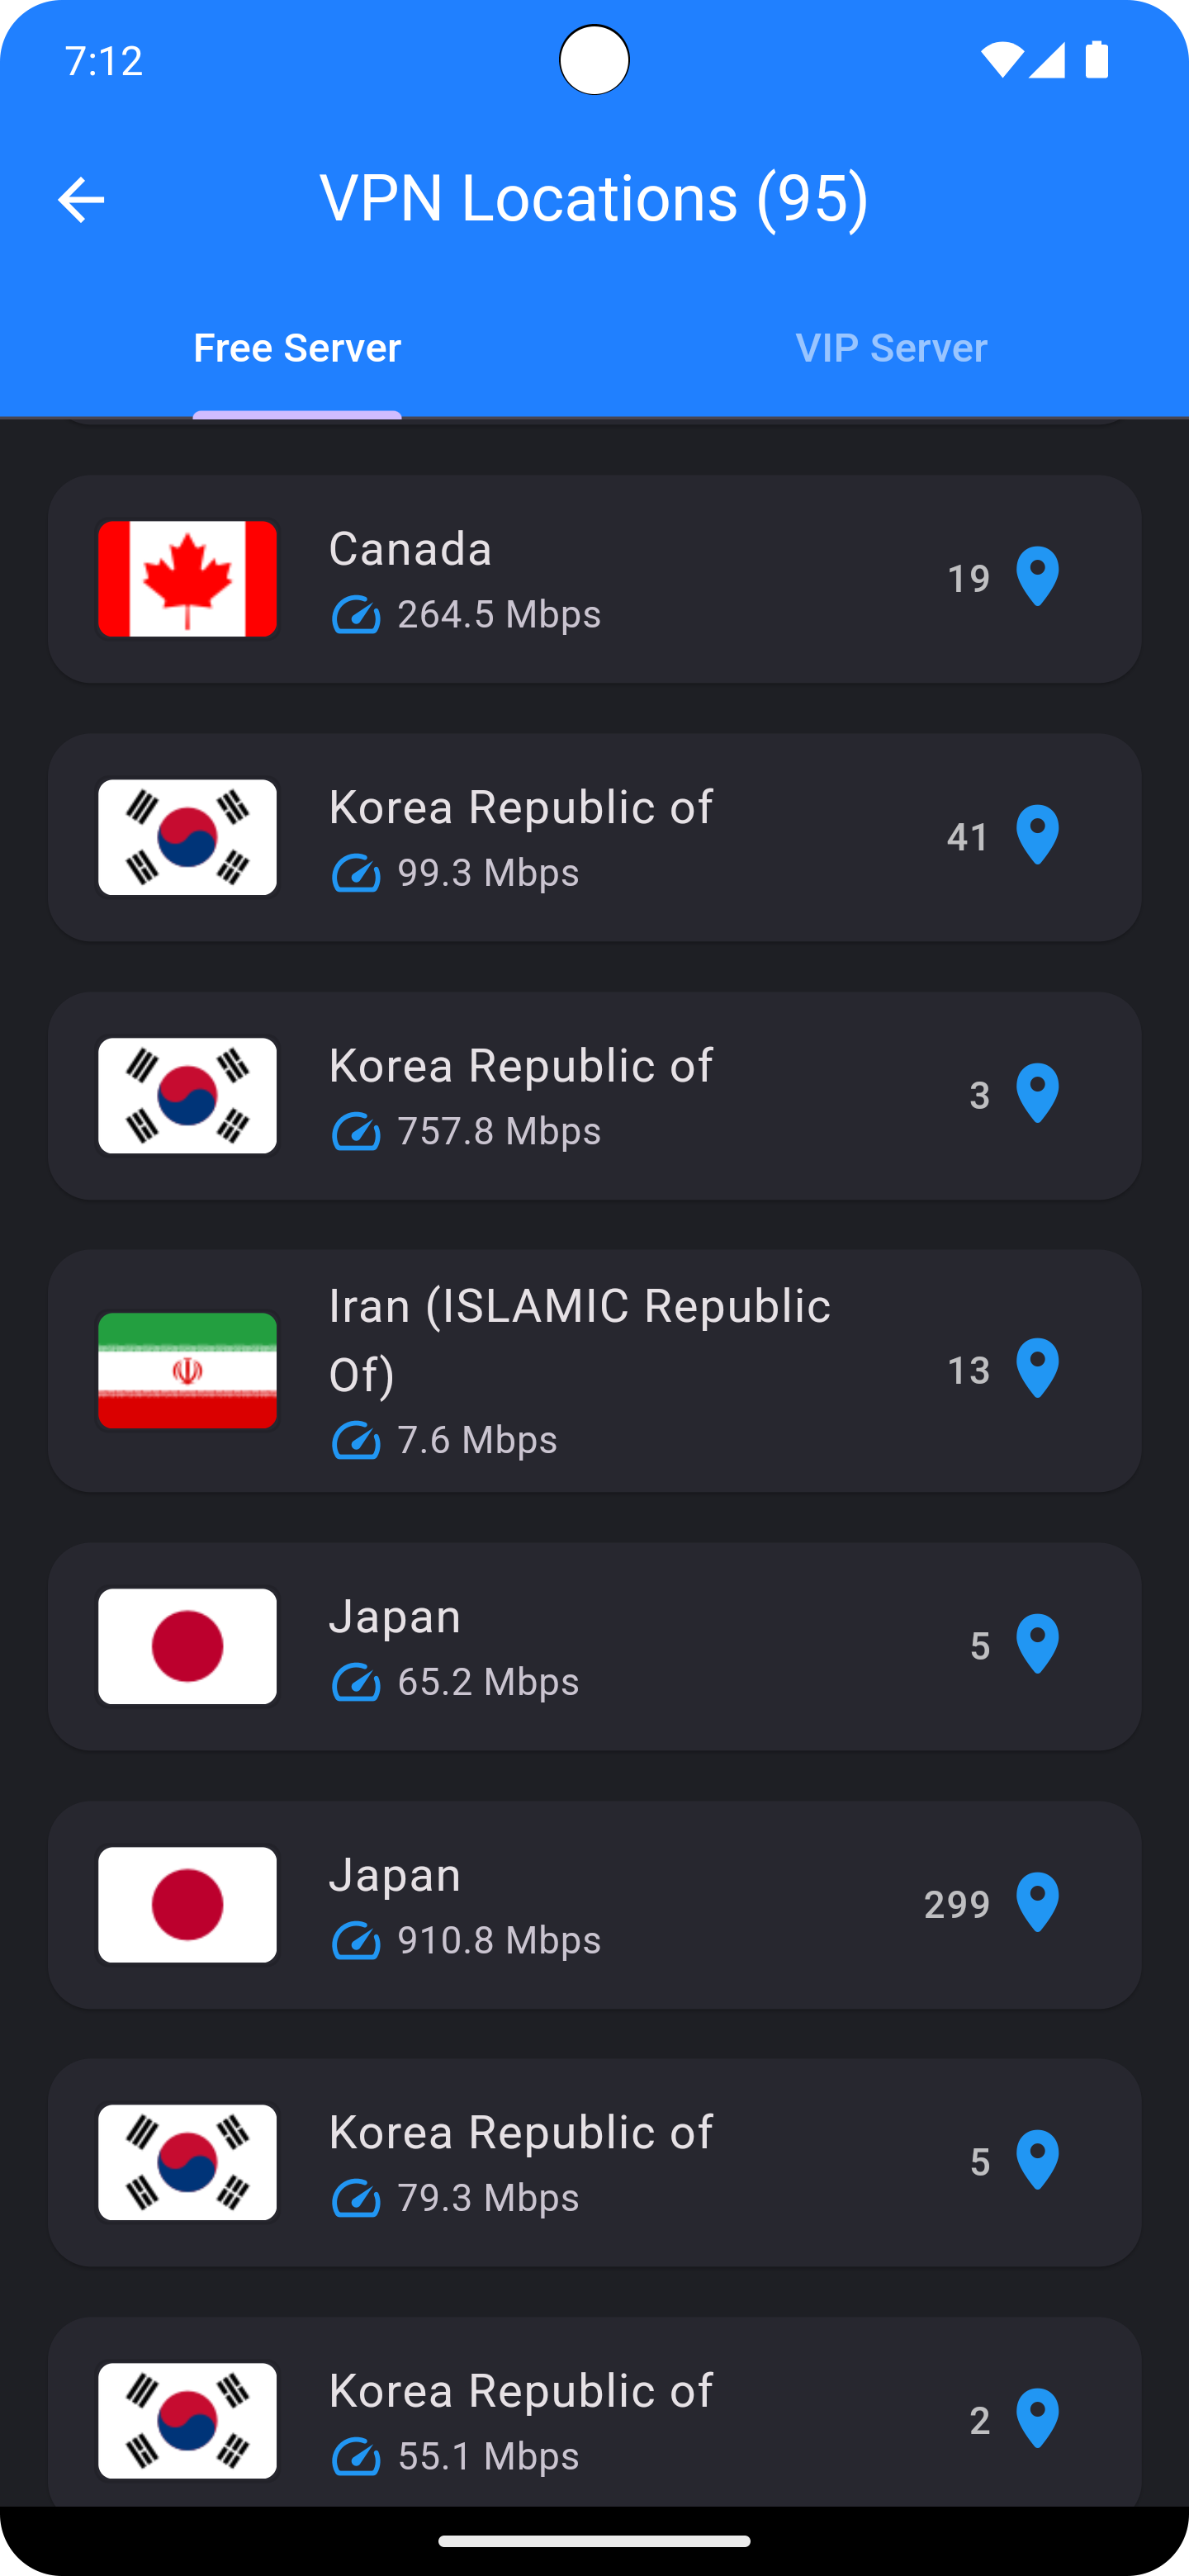 7:12
VPN Locations (95)
Free Server
VIP Server
Canada
264.5 Mbps
19
Korea Republic of
99.3 Mbps
41
Korea Republic of
757.8 Mbps
3
Iran (ISLAMIC Republic
Of)
7.6 Mbps
13
Japan
65.2 Mbps
5
Japan
910.8 Mbps
299
Korea Republic of
79.3 Mbps
5
Korea Republic of
55.1 Mbps
2